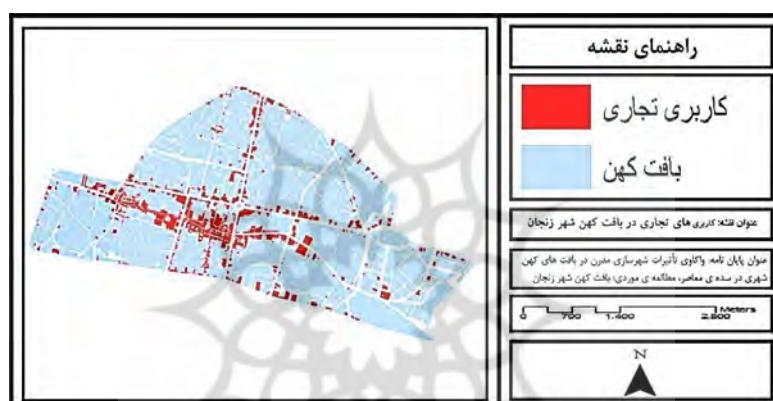 راهنمای نقشه
کاربری تجاری
بافت کهن
عنوان نقشه: کاربری های تجاری در بافت کهن شهر زنجان
عنوان پایان نامه: واکاوی تأثیرات شهرسازی مدرن در بافت های کهن
شهری در سده ی معاصر، مطالعه ی موردی: بافت کهن شهر زنجان
Meters
0 700 1.400 2.800
N